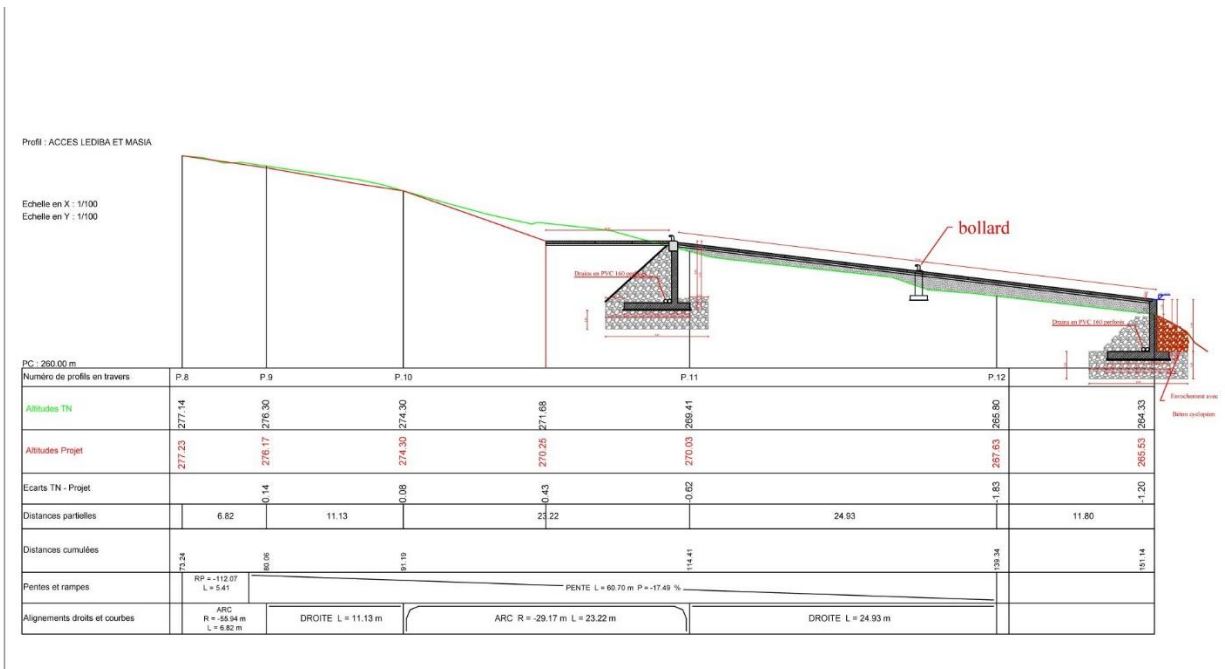 Profil : ACCES LEDIBA ET MASIA
Echelle en X : 1/100
Echelle en Y : 1/100
bollard
Drains en PVC 160 perforés
Drains en PVC 160 perforés
Enrochement avec
Béton cyclopéen
PC : 260.00 m
Numéro de profils en travers P.8 P.9 P.10 P.11 P.12
Altitudes TN 277.14 276.30 274.30 271.68 269.41 265.80 264.33
Altitudes Projet 277.23 276.17 274.30 270.25 270.03 267.63 265.53
Ecarts TN - Projet 0.14 0.08 0.43 -0.62 -1.83 -1.20
Distances partielles 6.82 11.13 23.22 24.93 11.80
Distances cumulées 73.24 80.06 91.19 114.41 139.34 151.14
Pentes et rampes RP = -112.07 L = 5.41 PENTE L = 60.70 m P = -17.49 %
Alignements droits et courbes ARC R = -55.94 m L = 6.82 m DROITE L = 11.13 m ARC R = -29.17 m L = 23.22 m DROITE L = 24.93 m